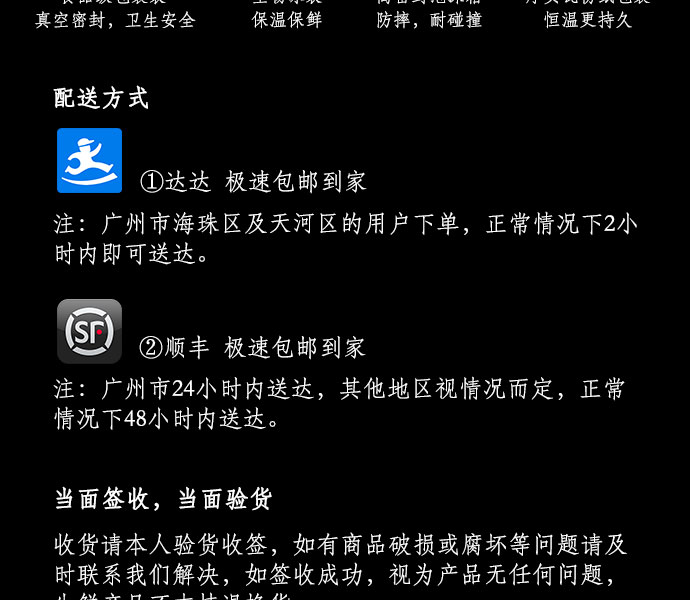 真空密封，卫生安全 保温保鲜 防摔，耐碰撞 恒温更持久
配送方式
①达达 极速包邮到家
注：广州市海珠区及天河区的用户下单，正常情况下2小
时内即可送达。
SF
②顺丰 极速包邮到家
注：广州市24小时内送达，其他地区视情况而定，正常
情况下48小时内送达。
当面签收，当面验货
收货请本人验货收签，如有商品破损或腐坏等问题请及
时联系我们解决，如签收成功，视为产品无任何问题，